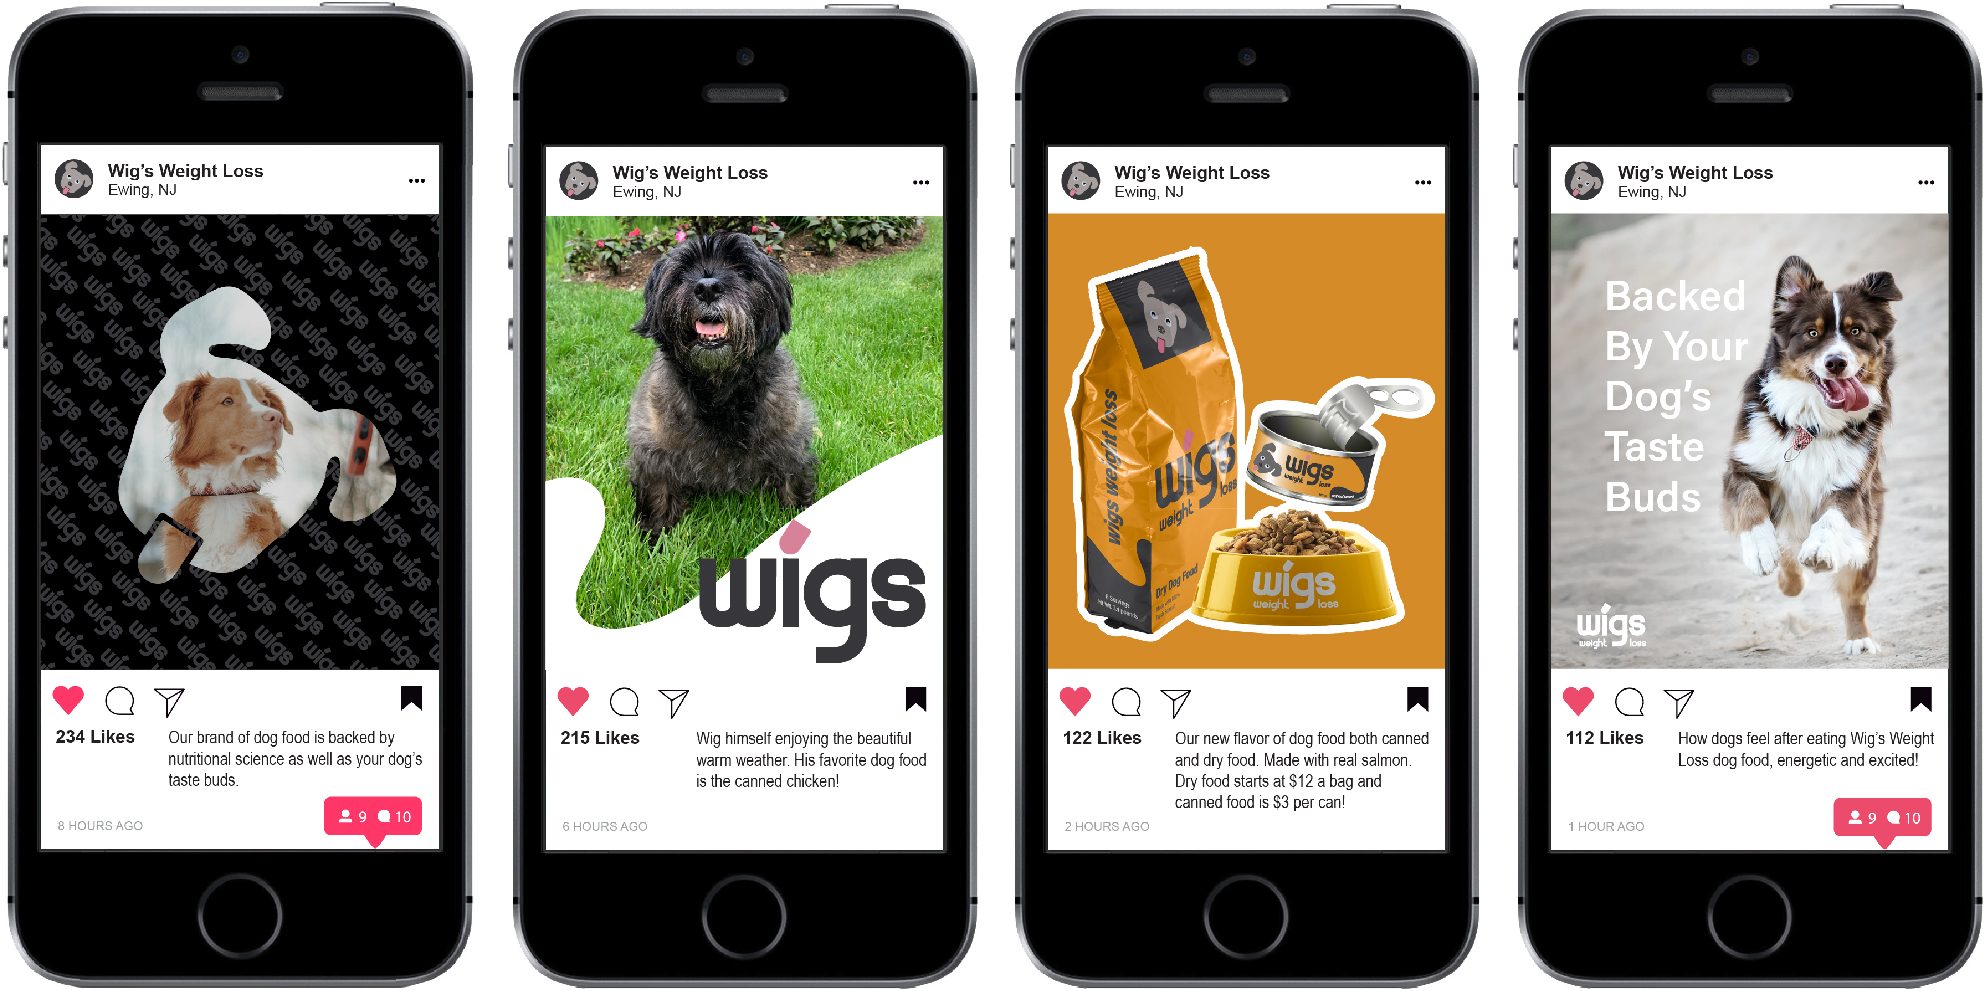 Wig's Weight Loss
Ewing, NJ
234 Likes
Our brand of dog food is backed by
nutritional science as well as your dog's
taste buds.
9 10
8 HOURS AGO
Wig's Weight Loss
Ewing, NJ
wigs
215 Likes
Wig himself enjoying the beautiful
warm weather. His favorite dog food
is the canned chicken!
6 HOURS AGO
Wig's Weight Loss
Ewing, NJ
wigs weight loss
wigs
weight loss
Dry Dog Food
wigs
weight loss
wigs
weight loss
122 Likes
Our new flavor of dog food both canned
and dry food. Made with real salmon.
Dry food starts at $12 a bag and
canned food is $3 per can!
2 HOURS AGO
Wig's Weight Loss
Ewing, NJ
Backed
By Your
Dog's
Taste
Buds
wigs
weight loss
112 Likes
How dogs feel after eating Wig's Weight
Loss dog food, energetic and excited!
9 10
1 HOUR AGO